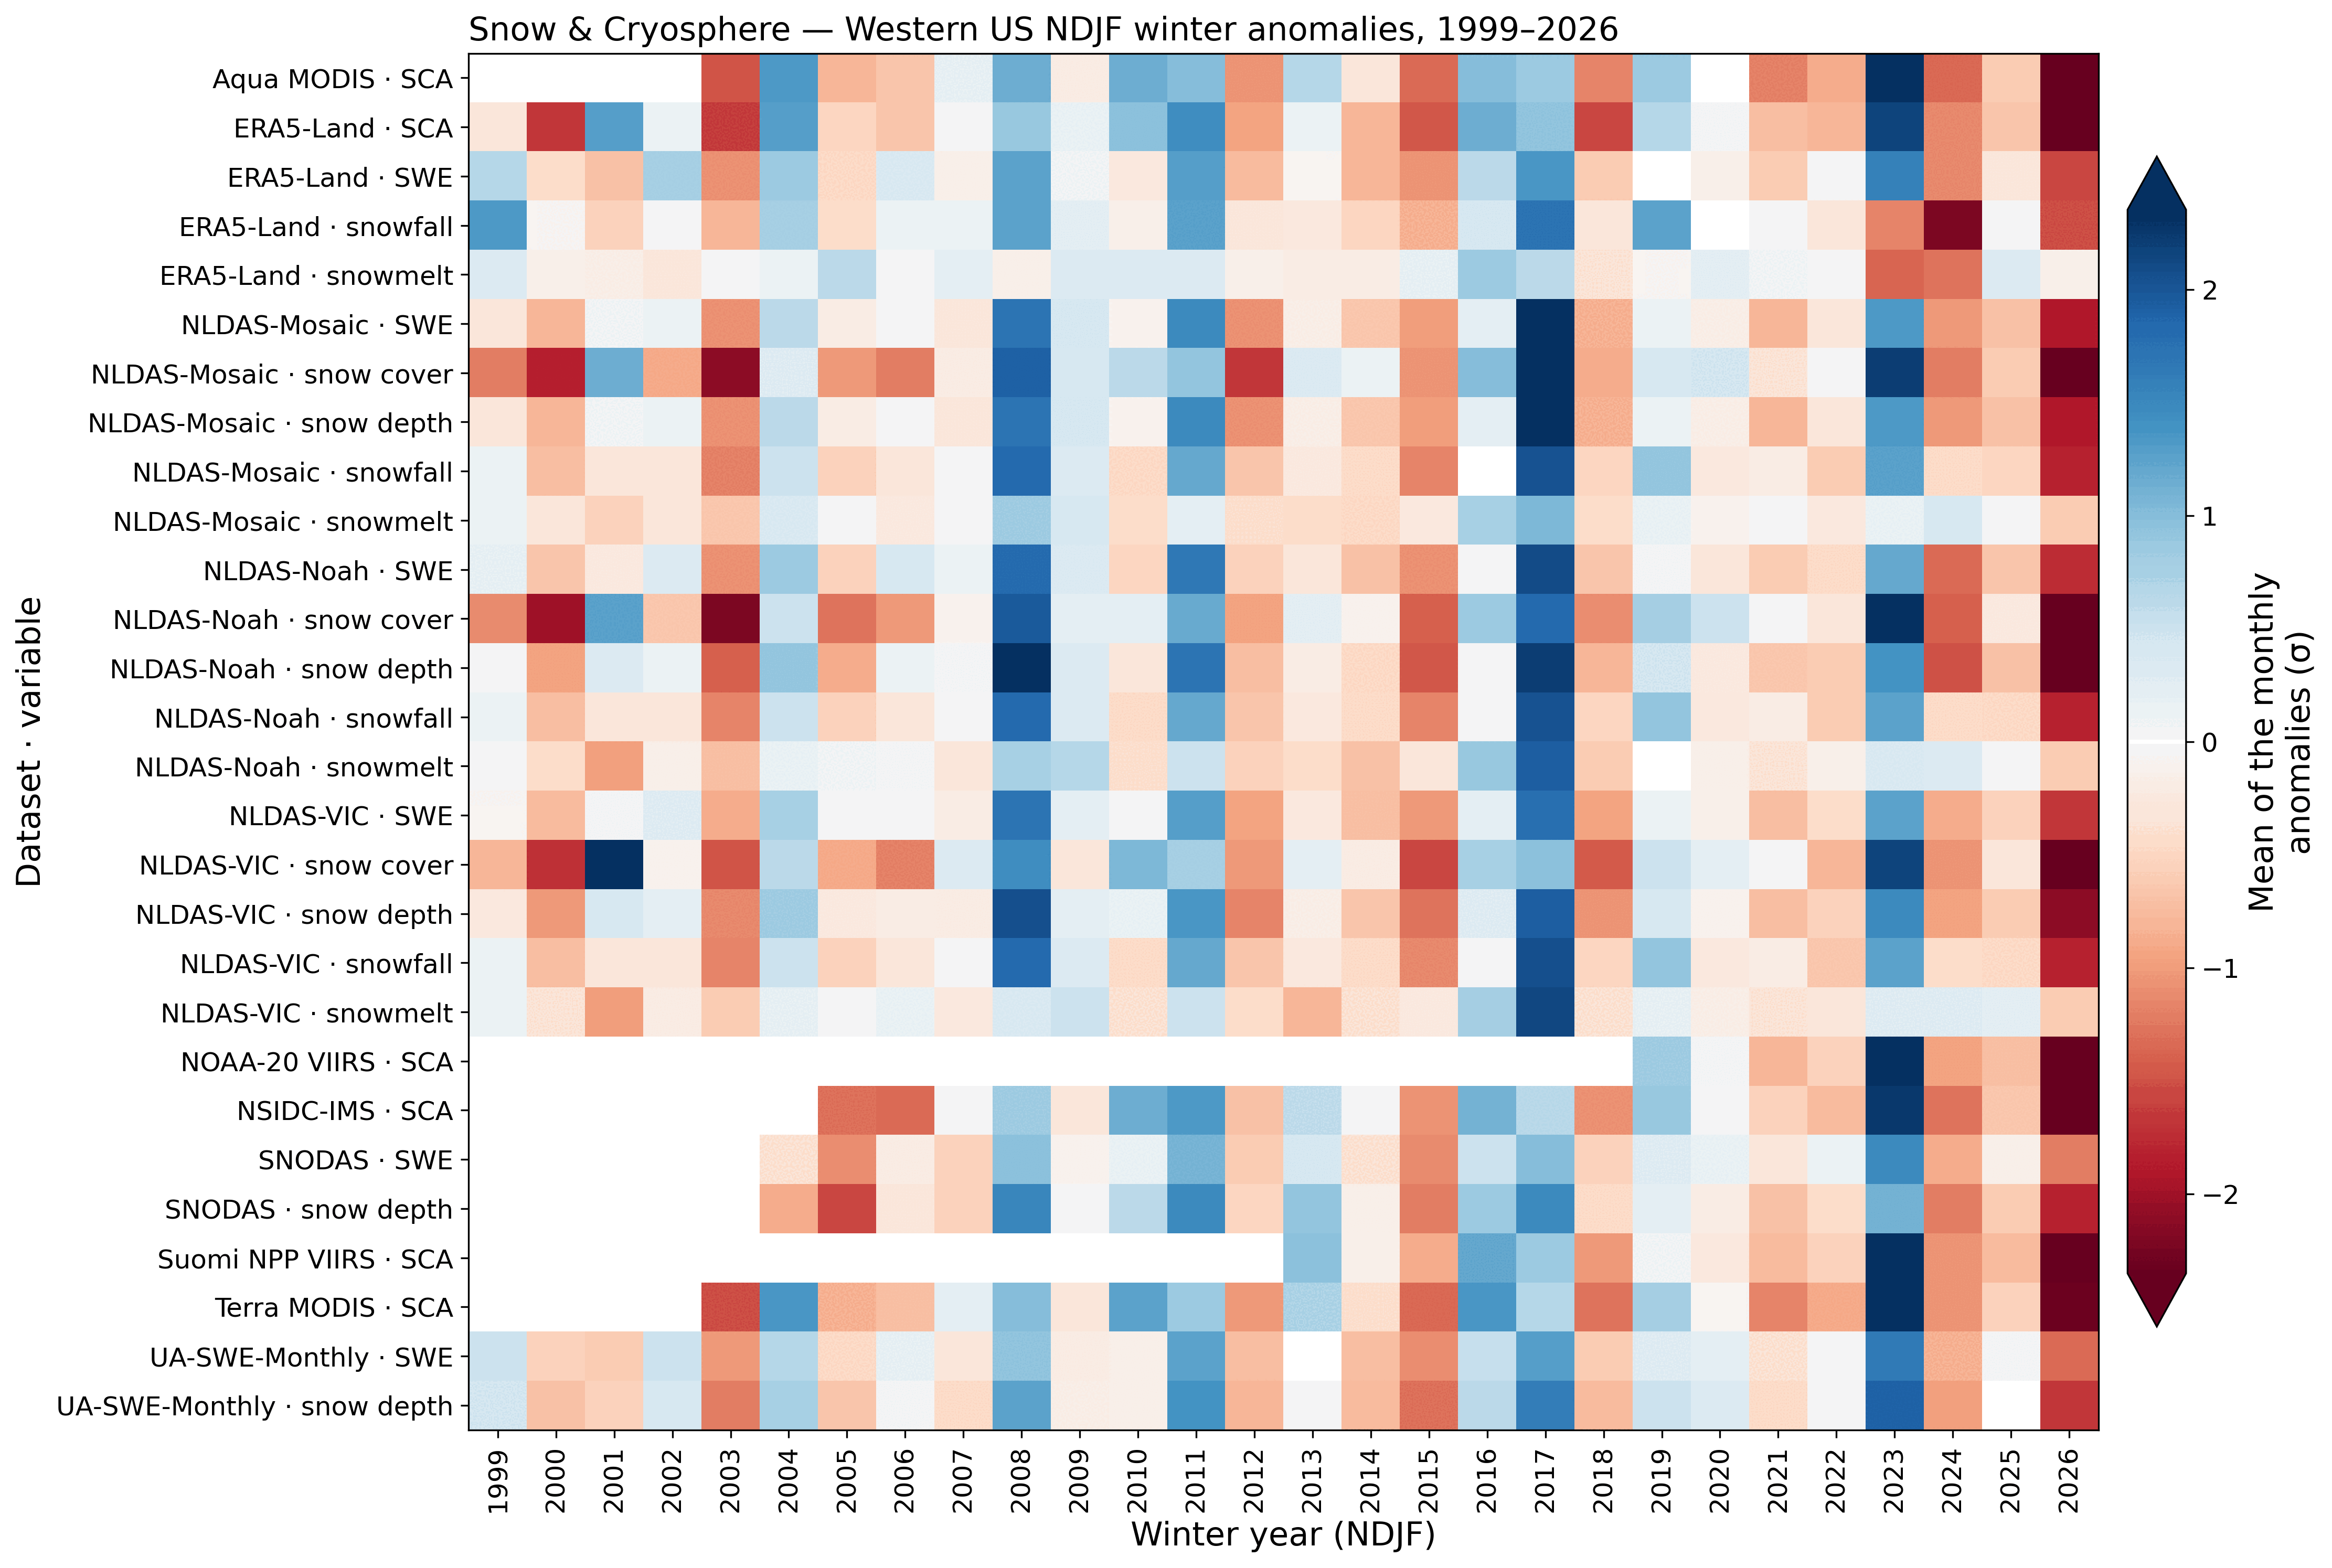 Snow & Cryosphere — Western US NDJF winter anomalies, 1999–2026
Dataset · variable
Aqua MODIS · SCA
ERA5-Land · SCA
ERA5-Land · SWE
ERA5-Land · snowfall
ERA5-Land · snowmelt
NLDAS-Mosaic · SWE
NLDAS-Mosaic · snow cover
NLDAS-Mosaic · snow depth
NLDAS-Mosaic · snowfall
NLDAS-Mosaic · snowmelt
NLDAS-Noah · SWE
NLDAS-Noah · snow cover
NLDAS-Noah · snow depth
NLDAS-Noah · snowfall
NLDAS-Noah · snowmelt
NLDAS-VIC · SWE
NLDAS-VIC · snow cover
NLDAS-VIC · snow depth
NLDAS-VIC · snowfall
NLDAS-VIC · snowmelt
NOAA-20 VIIRS · SCA
NSIDC-IMS · SCA
SNODAS · SWE
SNODAS · snow depth
Suomi NPP VIIRS · SCA
Terra MODIS · SCA
UA-SWE-Monthly · SWE
UA-SWE-Monthly · snow depth
1999 2000 2001 2002 2003 2004 2005 2006 2007 2008 2009 2010 2011 2012 2013 2014 2015 2016 2017 2018 2019 2020 2021 2022 2023 2024 2025 2026
Winter year (NDJF)
2
1
0
−1
−2
Mean of the monthly
anomalies (σ)